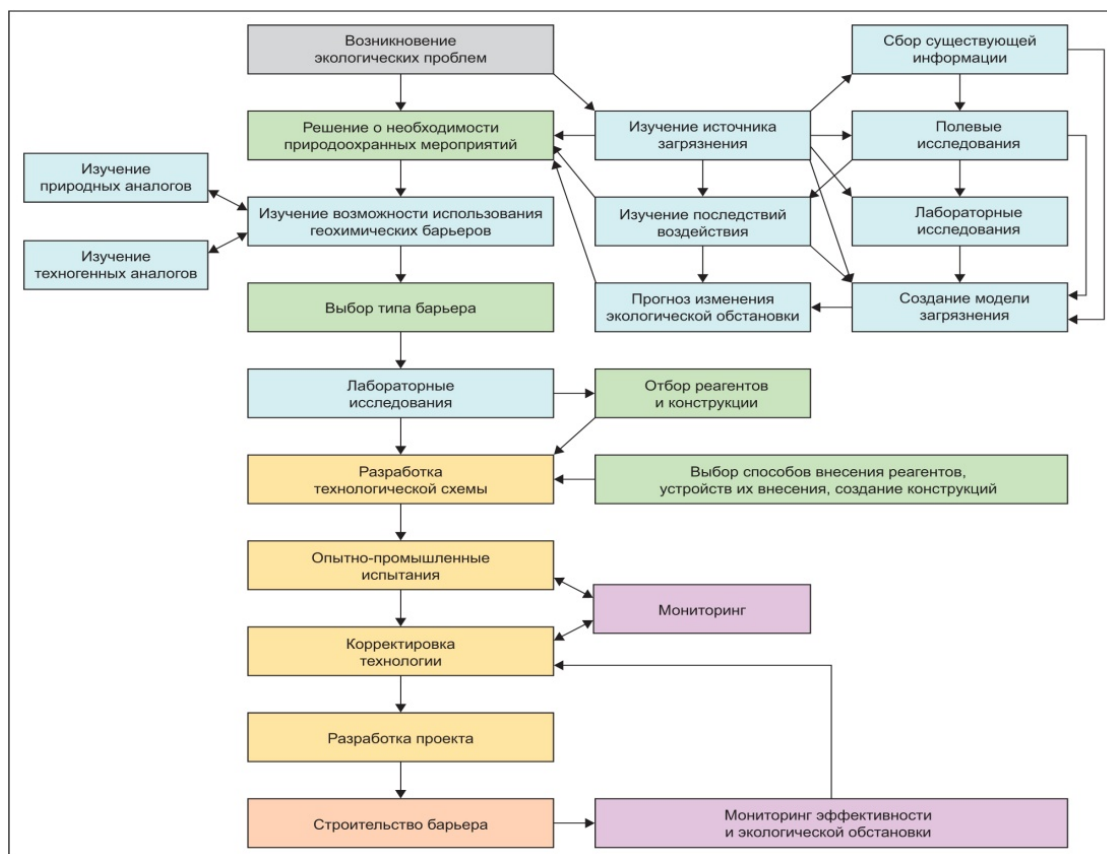 Возникновение
экологических проблем
Сбор существующей
информации
Решение о необходимости
природоохранных мероприятий
Изучение источника
загрязнения
Полевые
исследования
Изучение
природных аналогов
Изучение возможности использования
геохимических барьеров
Изучение последствий
воздействия
Лабораторные
исследования
Изучение
техногенных аналогов
Выбор типа барьера
Прогноз изменения
экологической обстановки
Создание модели
загрязнения
Лабораторные
исследования
Отбор реагентов
и конструкции
Разработка
технологической схемы
Выбор способов внесения реагентов,
устройств их внесения, создание конструкций
Опытно-промышленные
испытания
Мониторинг
Корректировка
технологии
Разработка проекта
Строительство барьера
Мониторинг эффективности
и экологической обстановки